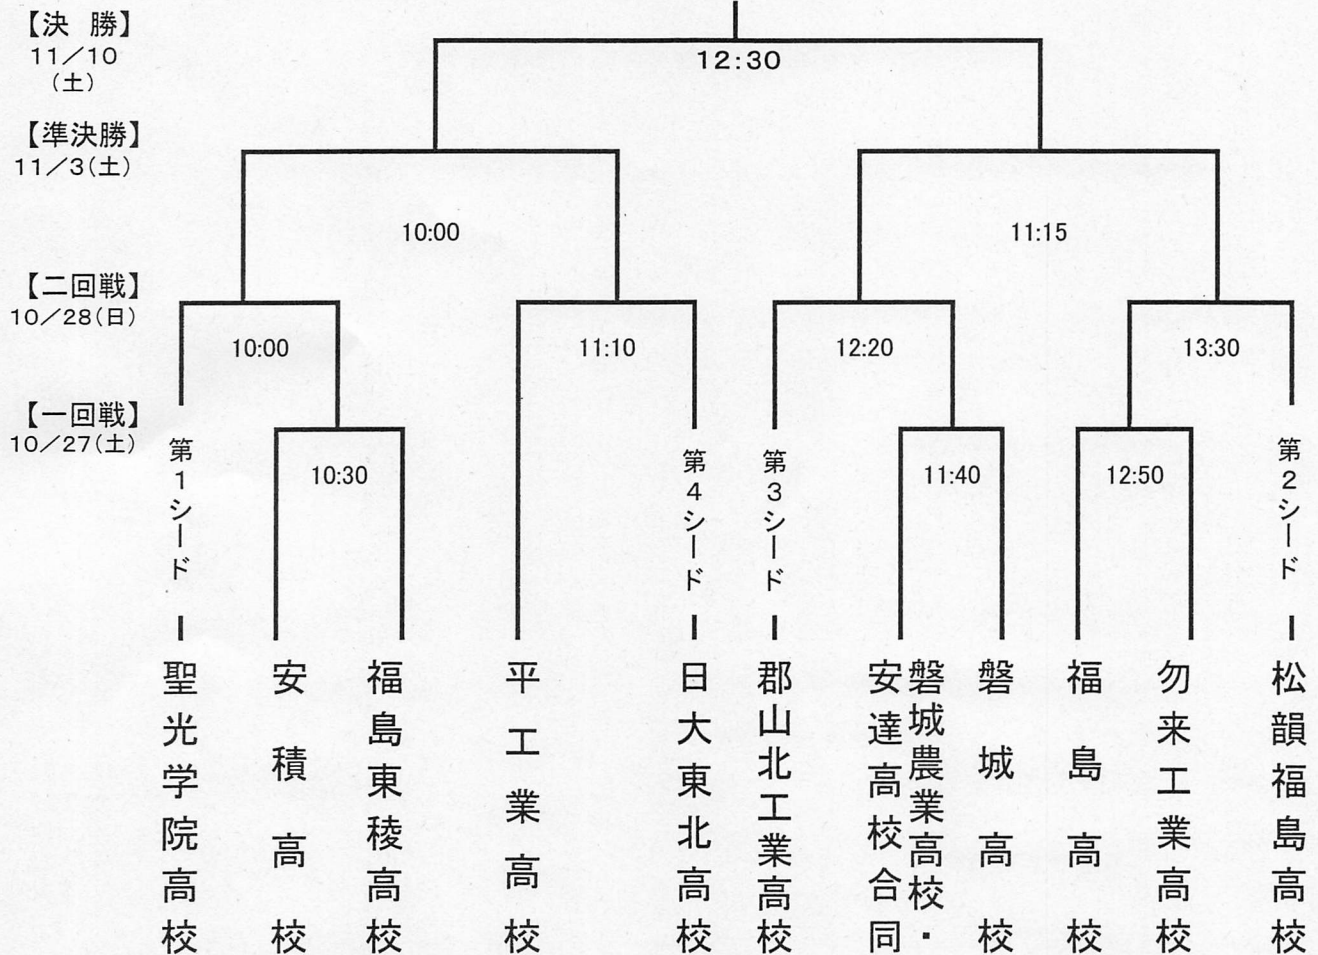 【決 勝】
11／10
（土）
12:30
【準決勝】
11／3（土）
10:00
11:15
【二回戦】
10／28（日）
10:00
11:10
12:20
13:30
【一回戦】
10／27（土）
10:30
11:40
12:50
第1シード
第4シード
第3シード
第2シード
聖光学院高校
安積高校
福島東稜高校
平工業高校
日大東北高校
郡山北工業高校
磐城農業高校・
安達高校合同
磐城高校
福島高校
勿来工業高校
松韻福島高校